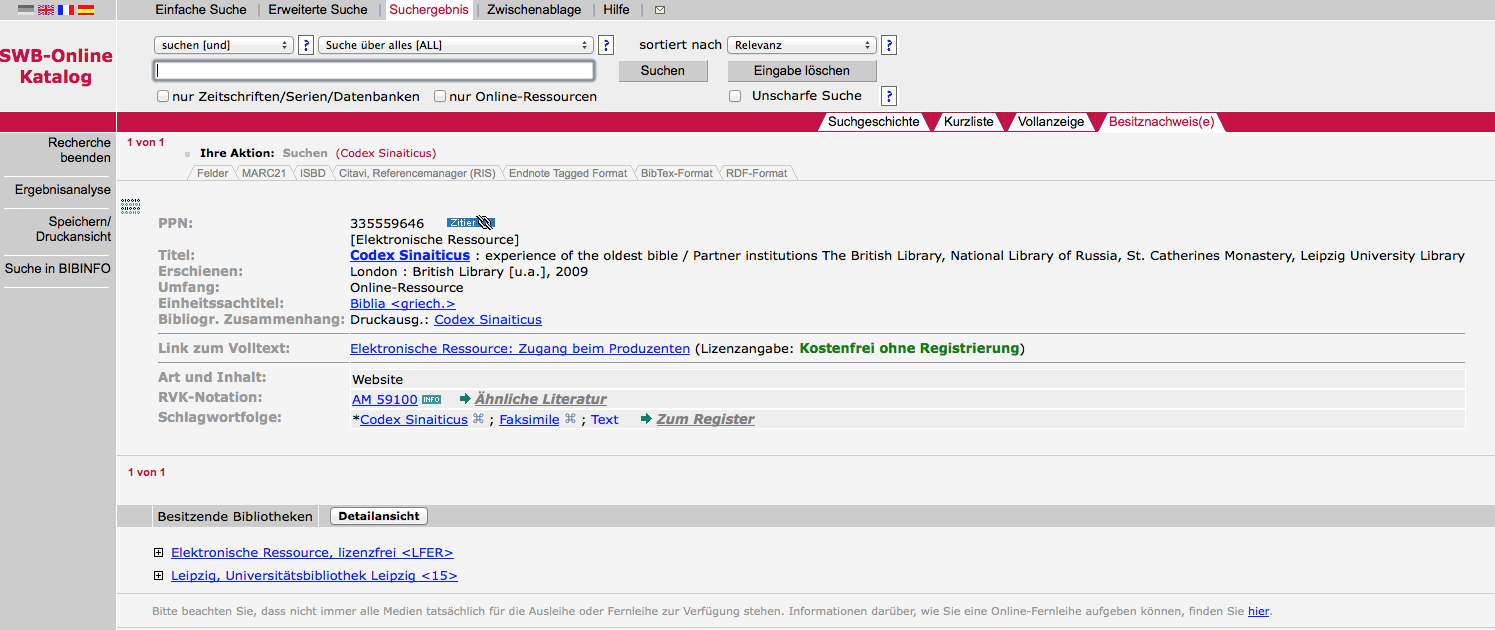 Einfache Suche | Erweiterte Suche | Suchergebnis | Zwischenablage | Hilfe |
SWB-Online
Katalog
suchen [und] ? Suche über alles [ALL] ? sortiert nach Relevanz ?
Suchen Eingabe löschen
nur Zeitschriften/Serien/Datenbanken nur Online-Ressourcen Unscharfe Suche ?
Suchgeschichte Kurzliste Vollanzeige Besitznachweis(e)
Recherche
beenden
Ergebnisanalyse
Speichern/
Druckansicht
Suche in BIBINFO
1 von 1
Ihre Aktion: Suchen (Codex Sinaiticus)
Felder MARC21 ISBD Citavi, Referencemanager (RIS) Endnote Tagged Format BibTex-Format RDF-Format
PPN: 335559646
[Elektronische Ressource]
Titel: Codex Sinaiticus : experience of the oldest bible / Partner institutions The British Library, National Library of Russia, St. Catherines Monastery, Leipzig University Library
Erschienen: London : British Library [u.a.], 2009
Umfang: Online-Ressource
Einheitssachtitel: Biblia <griech.>
Bibliogr. Zusammenhang: Druckausg.: Codex Sinaiticus
Link zum Volltext: Elektronische Ressource: Zugang beim Produzenten (Lizenzangabe: Kostenfrei ohne Registrierung)
Art und Inhalt: Website
RVK-Notation: AM 59100 INFO Ähnliche Literatur
Schlagwortfolge: *Codex Sinaiticus ⌘ ; Faksimile ⌘ ; Text Zum Register
1 von 1
Besitzende Bibliotheken Detailansicht
Elektronische Ressource, lizenzfrei <LFER>
Leipzig, Universitätsbibliothek Leipzig <15>
Bitte beachten Sie, dass nicht immer alle Medien tatsächlich für die Ausleihe oder Fernleihe zur Verfügung stehen. Informationen darüber, wie Sie eine Online-Fernleihe aufgeben können, finden Sie hier.